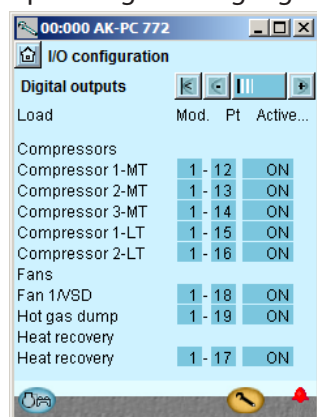 00:000 AK-PC 772
I/O configuration
Digital outputs
Load Mod. Pt Active...
Compressors
Compressor 1-MT 1 - 12 ON
Compressor 2-MT 1 - 13 ON
Compressor 3-MT 1 - 14 ON
Compressor 1-LT 1 - 15 ON
Compressor 2-LT 1 - 16 ON
Fans
Fan 1/VSD 1 - 18 ON
Hot gas dump 1 - 19 ON
Heat recovery
Heat recovery 1 - 17 ON